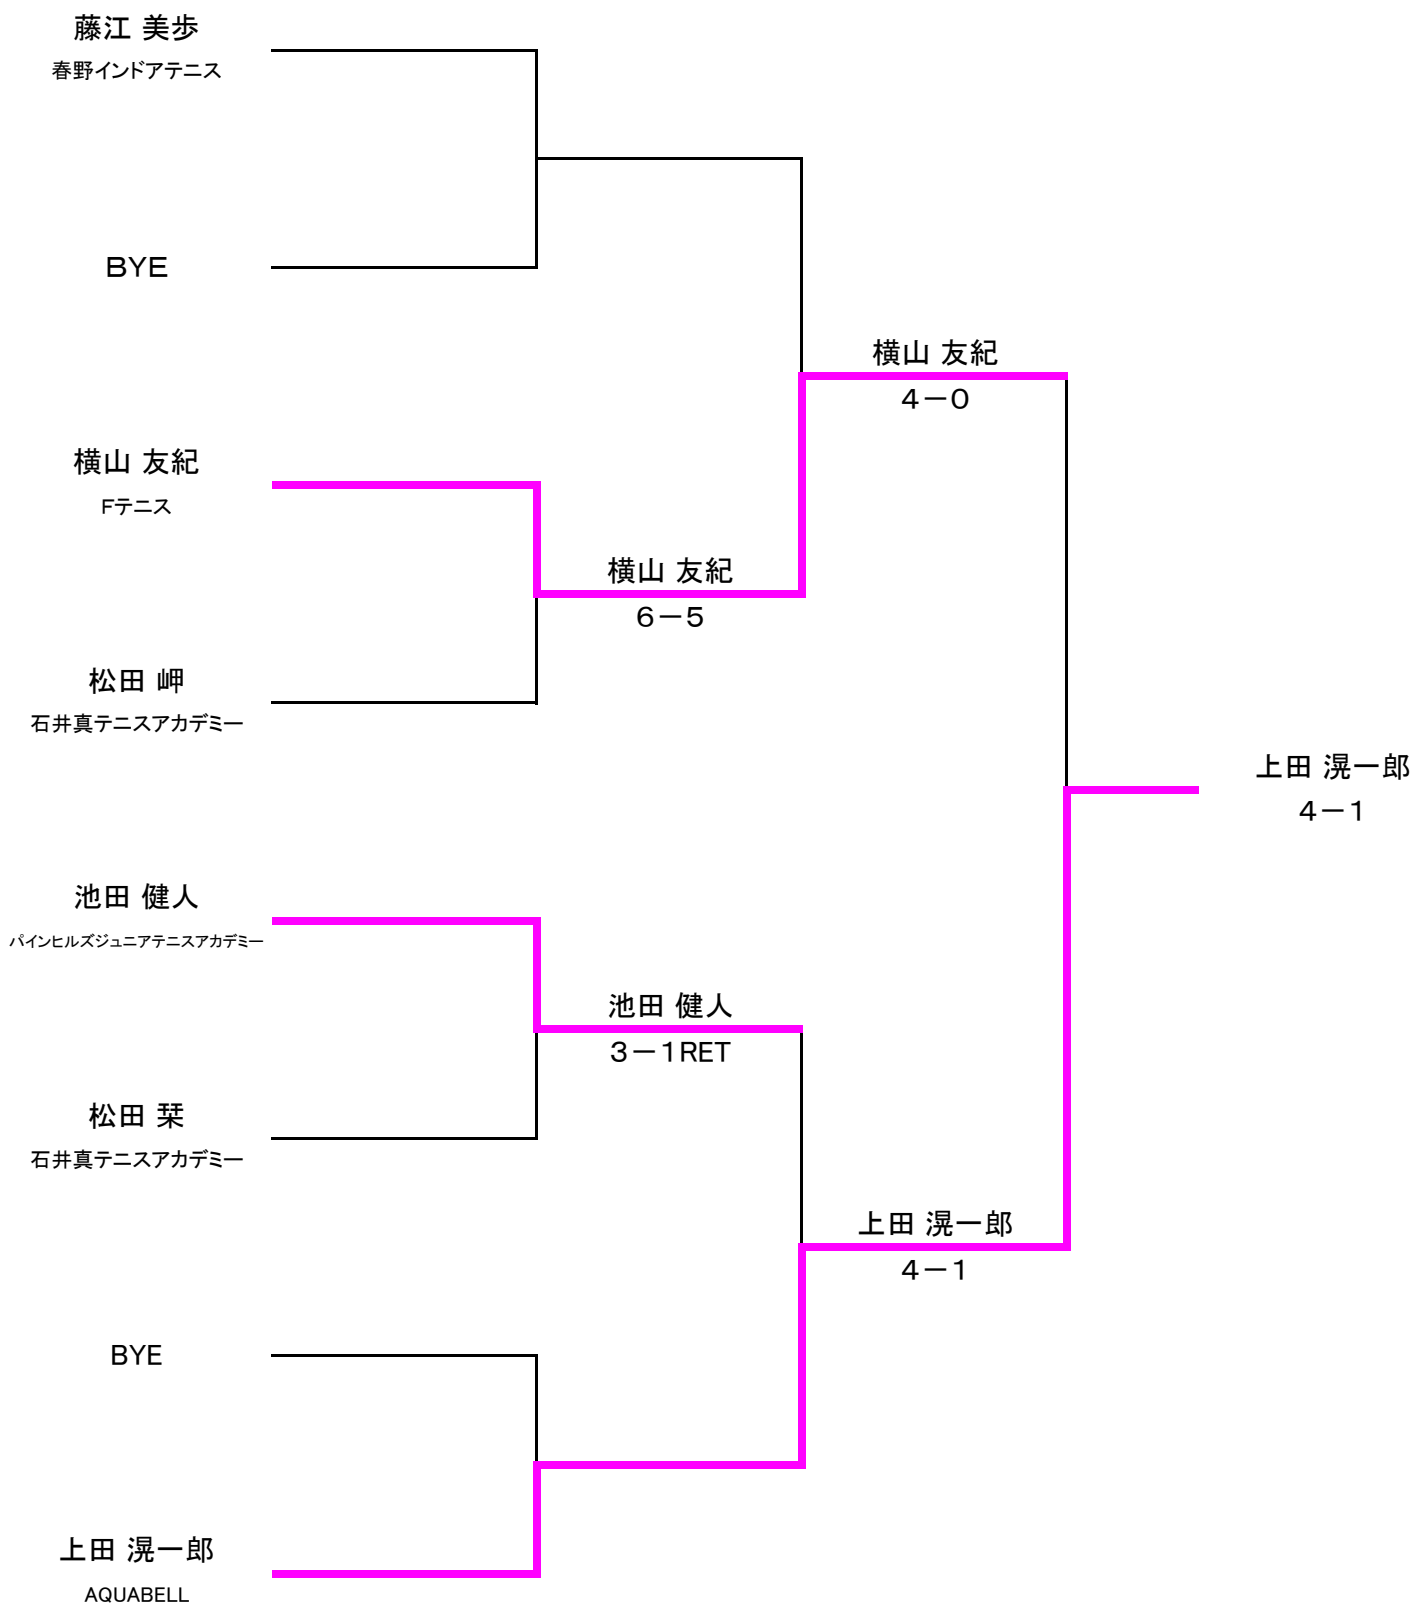 藤江 美歩
春野インドアテニス
BYE
横山 友紀
4－0
横山 友紀
Fテニス
横山 友紀
6－5
松田 岬
石井真テニスアカデミー
上田 滉一郎
4－1
池田 健人
パインヒルズジュニアテニスアカデミー
池田 健人
3－1RET
松田 栞
石井真テニスアカデミー
上田 滉一郎
4－1
BYE
上田 滉一郎
AQUABELL